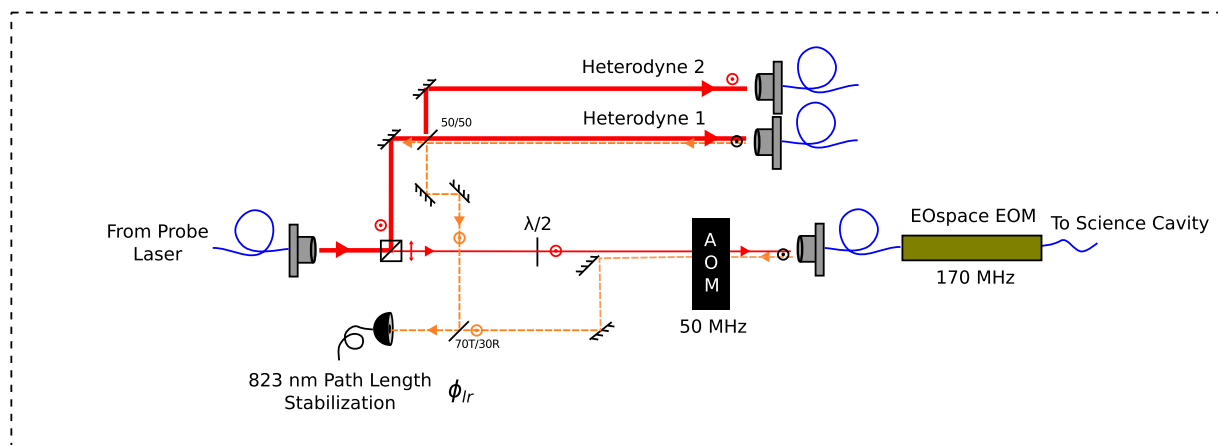 Heterodyne 2
50/50
Heterodyne 1
From Probe
Laser
λ/2
A
O
M
50 MHz
EOspace EOM
170 MHz
To Science Cavity
70T/30R
823 nm Path Length
Stabilization
ϕlr